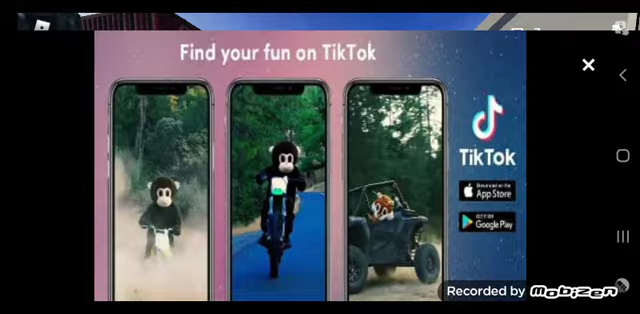 Find your fun on TikTok
TikTok
App Store
GET IT ON
Google Play
Recorded by Mobizen